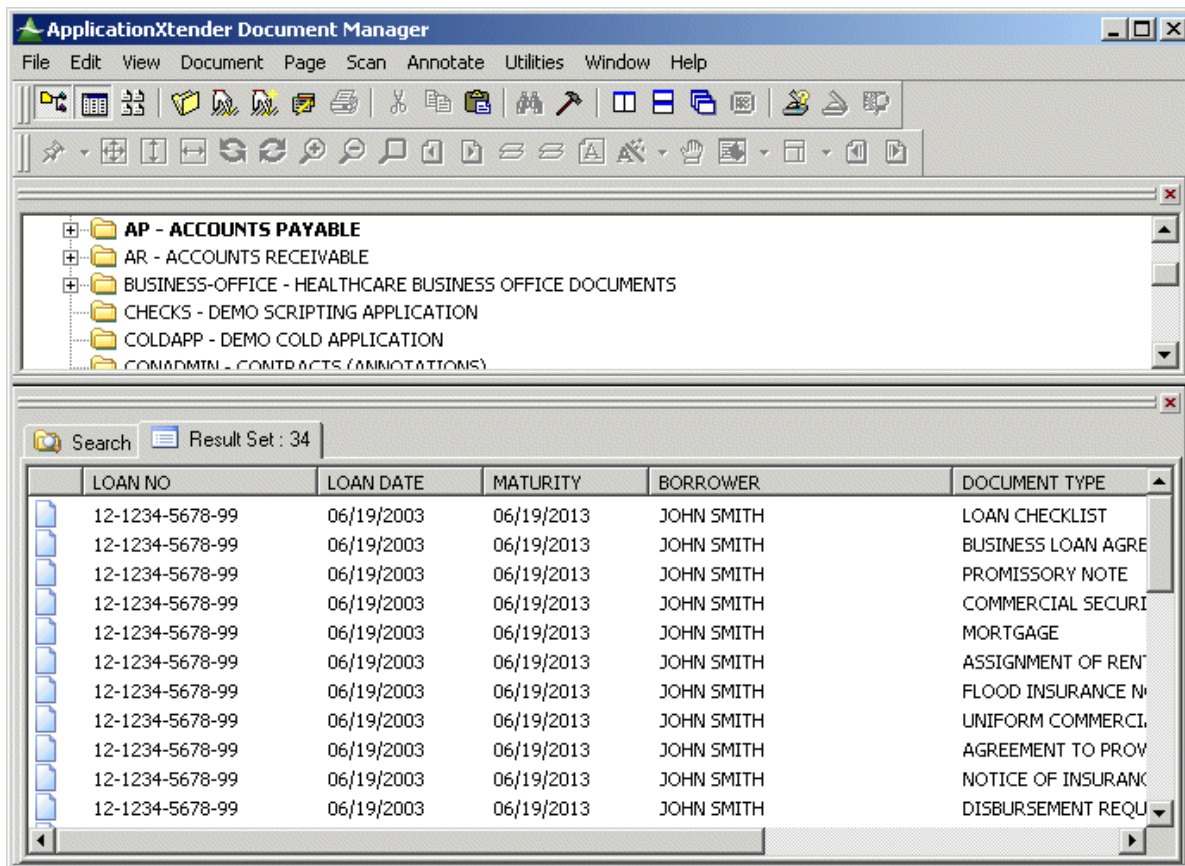 ApplicationXtender Document Manager
File Edit View Document Page Scan Annotate Utilities Window Help
AP - ACCOUNTS PAYABLE
AR - ACCOUNTS RECEIVABLE
BUSINESS-OFFICE - HEALTHCARE BUSINESS OFFICE DOCUMENTS
CHECKS - DEMO SCRIPTING APPLICATION
COLDAPP - DEMO COLD APPLICATION
CONADMIN - CONTRACTS (ANNOTATIONS)
Search Result Set : 34
LOAN NO LOAN DATE MATURITY BORROWER DOCUMENT TYPE
12-1234-5678-99 06/19/2003 06/19/2013 JOHN SMITH LOAN CHECKLIST
12-1234-5678-99 06/19/2003 06/19/2013 JOHN SMITH BUSINESS LOAN AGRE
12-1234-5678-99 06/19/2003 06/19/2013 JOHN SMITH PROMISSORY NOTE
12-1234-5678-99 06/19/2003 06/19/2013 JOHN SMITH COMMERCIAL SECURI
12-1234-5678-99 06/19/2003 06/19/2013 JOHN SMITH MORTGAGE
12-1234-5678-99 06/19/2003 06/19/2013 JOHN SMITH ASSIGNMENT OF RENT
12-1234-5678-99 06/19/2003 06/19/2013 JOHN SMITH FLOOD INSURANCE N
12-1234-5678-99 06/19/2003 06/19/2013 JOHN SMITH UNIFORM COMMERCI
12-1234-5678-99 06/19/2003 06/19/2013 JOHN SMITH AGREEMENT TO PROV
12-1234-5678-99 06/19/2003 06/19/2013 JOHN SMITH NOTICE OF INSURANC
12-1234-5678-99 06/19/2003 06/19/2013 JOHN SMITH DISBURSEMENT REQU